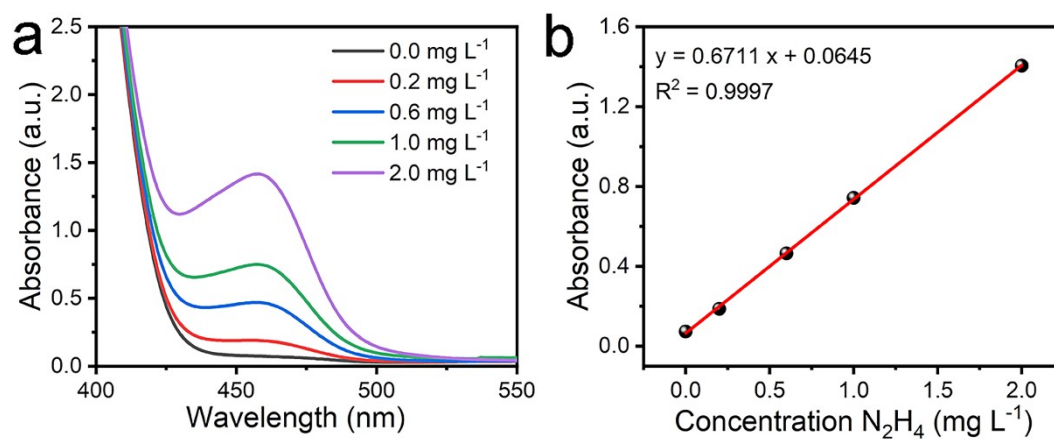 a
2.5
2.0
1.5
1.0
0.5
0.0
400
450
500
550
Absorbance (a.u.)
Wavelength (nm)
0.0 mg L⁻¹
0.2 mg L⁻¹
0.6 mg L⁻¹
1.0 mg L⁻¹
2.0 mg L⁻¹
b
1.6
1.2
0.8
0.4
0.0
0.0
0.5
1.0
1.5
2.0
Absorbance (a.u.)
Concentration N₂H₄ (mg L⁻¹)
y = 0.6711 x + 0.0645
R² = 0.9997